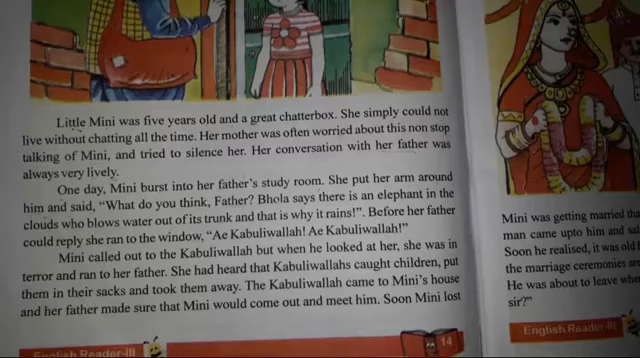 Little Mini was five years old and a great chatterbox. She simply could not
live without chatting all the time. Her mother was often worried about this non stop
talking of Mini, and tried to silence her. Her conversation with her father was
always very lively.
One day, Mini burst into her father's study room. She put her arm around
him and said, "What do you think, Father? Bhola says there is an elephant in the
clouds who blows water out of its trunk and that is why it rains!". Before her father
could reply she ran to the window, "Ae Kabuliwallah! Ae Kabuliwallah!"
Mini called out to the Kabuliwallah but when he looked at her, she was in
terror and ran to her father. She had heard that Kabuliwallahs caught children, put
them in their sacks and took them away. The Kabuliwallah came to Mini's house
and her father made sure that Mini would come out and meet him. Soon Mini lost
English Reader-III
14
Mini was getting married
man came upto him and
Soon he realised, it was
the marriage ceremonies
He was about to leave
sir?"
English Reader-III